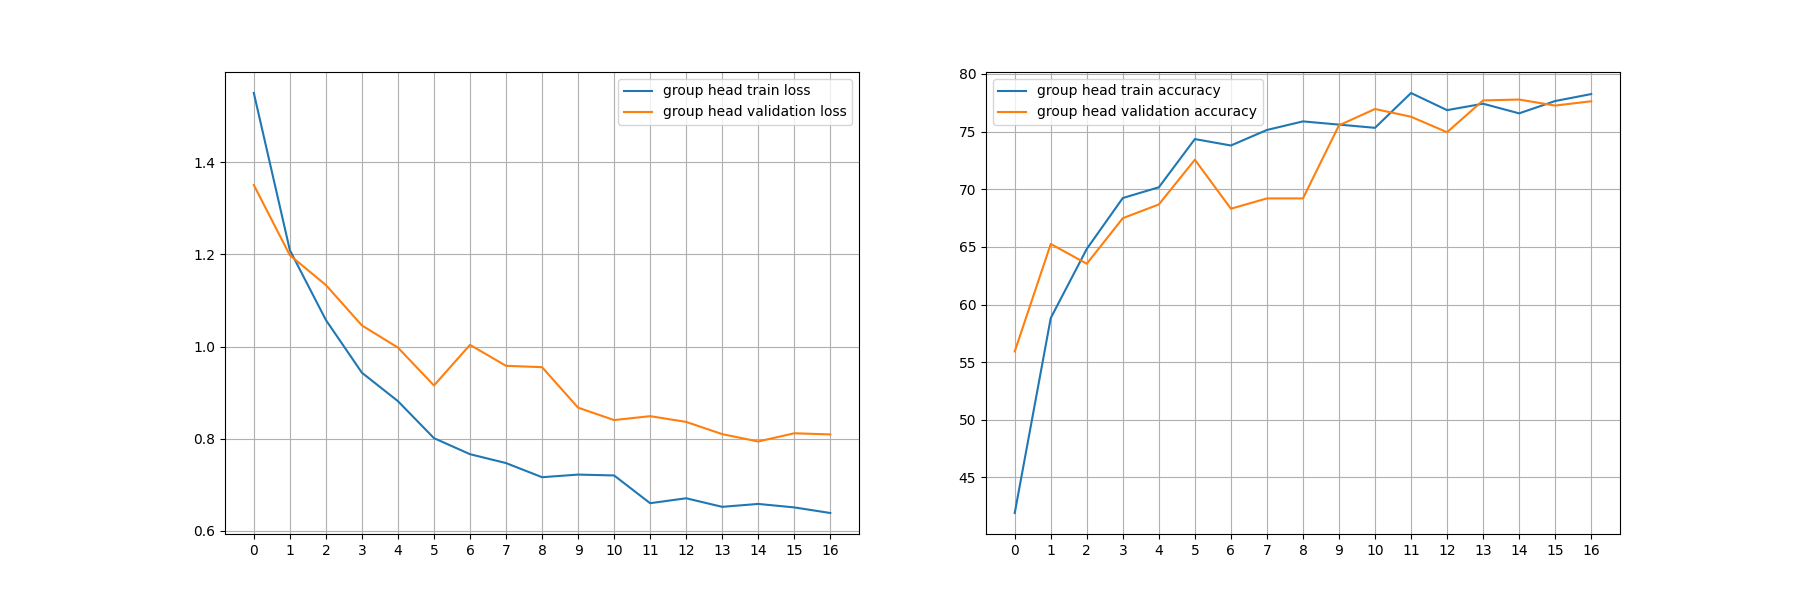 group head train loss
group head validation loss
1.4
1.2
1.0
0.8
0.6
0 1 2 3 4 5 6 7 8 9 10 11 12 13 14 15 16
group head train accuracy
group head validation accuracy
80
75
70
65
60
55
50
45
0 1 2 3 4 5 6 7 8 9 10 11 12 13 14 15 16